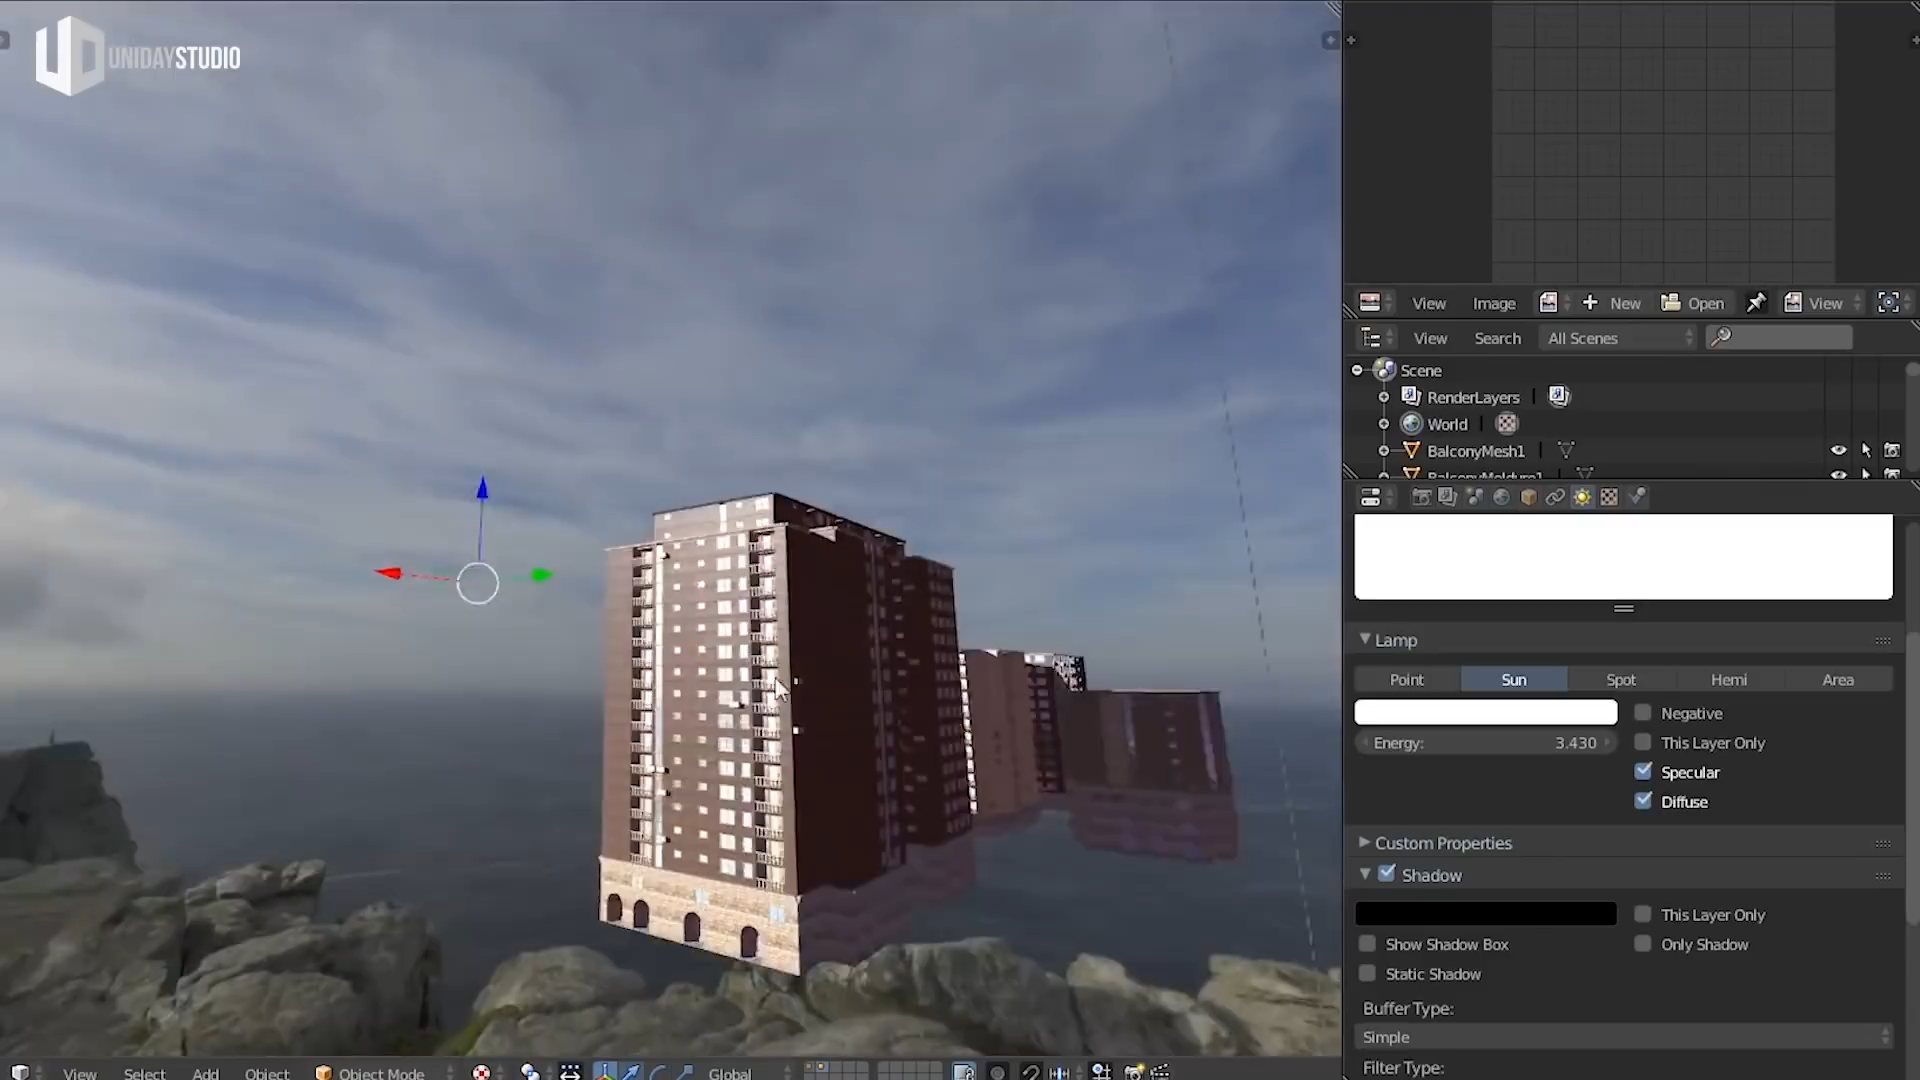 UNIDAYSTUDIO
View Image New Open View
View Search All Scenes
Scene
RenderLayers
World
BalconyMesh1
Lamp
Point Sun Spot Hemi Area
Negative
Energy: 3.430
This Layer Only
Specular
Diffuse
Custom Properties
Shadow
This Layer Only
Show Shadow Box
Only Shadow
Static Shadow
Buffer Type:
Simple
Filter Type:
View Select Add Object Object Mode Global